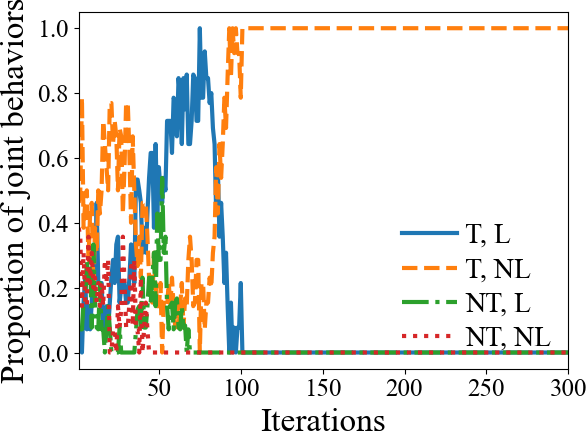 Proportion of joint behaviors
1.0
0.8
0.6
0.4
0.2
0.0
T, L
T, NL
NT, L
NT, NL
50 100 150 200 250 300
Iterations